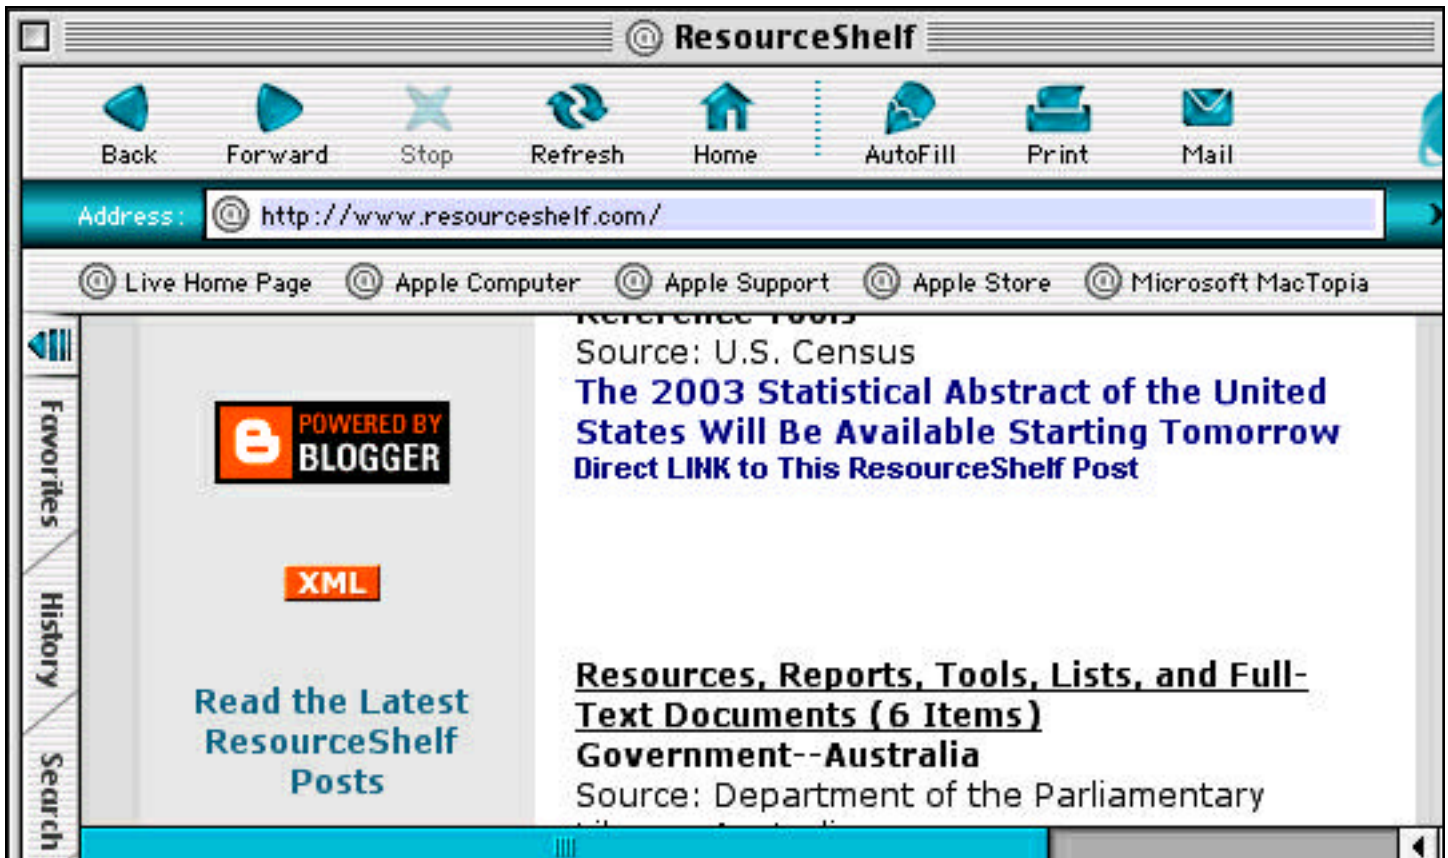 ResourceShelf
Back Forward Stop Refresh Home AutoFill Print Mail
Address: http://www.resourceshelf.com/
Live Home Page Apple Computer Apple Support Apple Store Microsoft MacTopia
Favorites
History
Search
POWERED BY
BLOGGER
XML
Read the Latest
ResourceShelf
Posts
Reference Tools
Source: U.S. Census
The 2003 Statistical Abstract of the United
States Will Be Available Starting Tomorrow
Direct LINK to This ResourceShelf Post
Resources, Reports, Tools, Lists, and Full-
Text Documents (6 Items)
Government--Australia
Source: Department of the Parliamentary